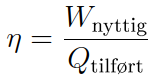 η = W_nyttig / Q_tilført